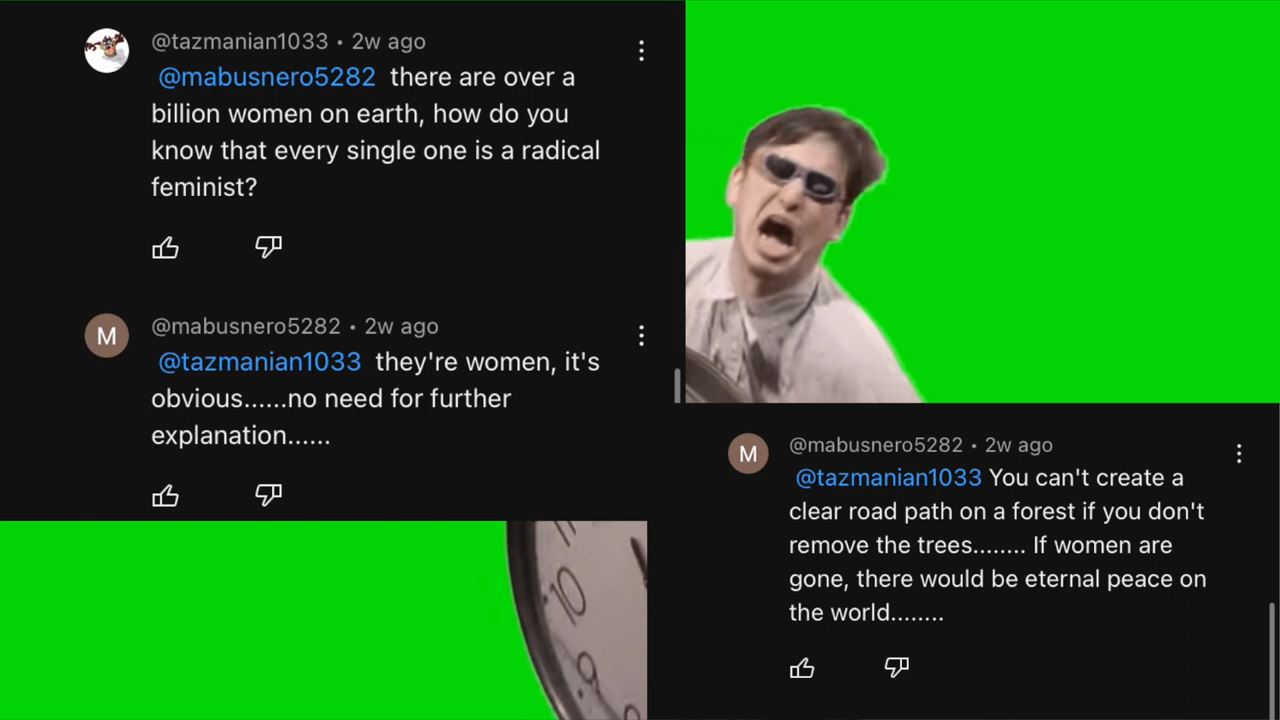 @tazmanian1033 • 2w ago
@mabusnero5282 there are over a
billion women on earth, how do you
know that every single one is a radical
feminist?
M
@mabusnero5282 • 2w ago
@tazmanian1033 they're women, it's
obvious......no need for further
explanation......
11
10
9
M
@mabusnero5282 • 2w ago
@tazmanian1033 You can't create a
clear road path on a forest if you don't
remove the trees........ If women are
gone, there would be eternal peace on
the world........